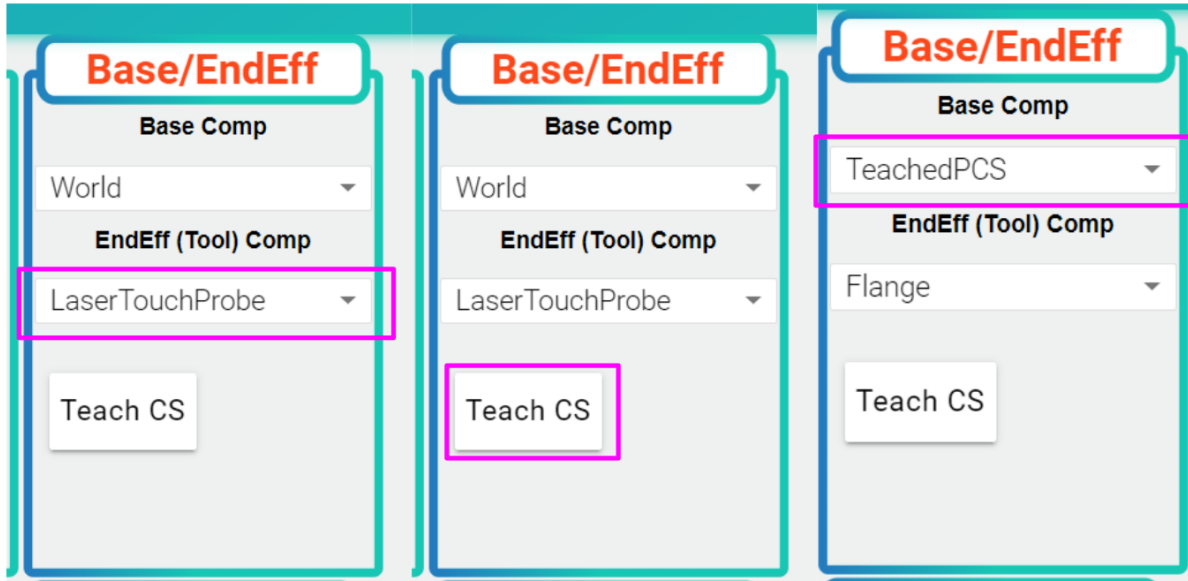 Base/EndEff
Base Comp
World
EndEff (Tool) Comp
LaserTouchProbe
Teach CS
Base/EndEff
Base Comp
World
EndEff (Tool) Comp
LaserTouchProbe
Teach CS
Base/EndEff
Base Comp
TeachedPCS
EndEff (Tool) Comp
Flange
Teach CS